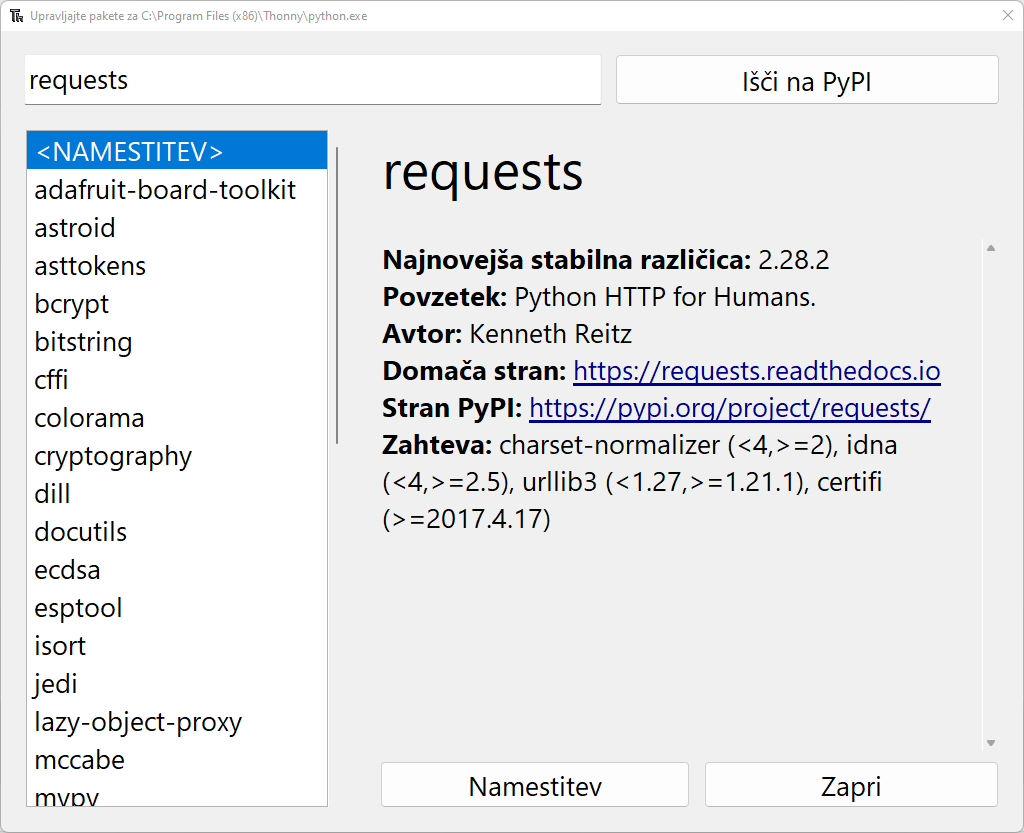 Upravljajte pakete za C:\Program Files (x86)\Thonny\python.exe
requests
Išči na PyPI
<NAMESTITEV>
adafruit-board-toolkit
astroid
asttokens
bcrypt
bitstring
cffi
colorama
cryptography
dill
docutils
ecdsa
esptool
isort
jedi
lazy-object-proxy
mccabe
mypy
requests
Najnovejša stabilna različica: 2.28.2
Povzetek: Python HTTP for Humans.
Avtor: Kenneth Reitz
Domača stran: https://requests.readthedocs.io
Stran PyPI: https://pypi.org/project/requests/
Zahteva: charset-normalizer (<4,>=2), idna
(<4,>=2.5), urllib3 (<1.27,>=1.21.1), certifi
(>=2017.4.17)
Namestitev
Zapri